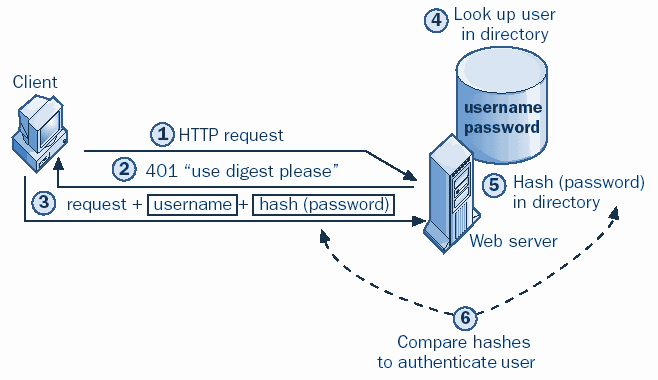 4 Look up user
in directory
Client
username
password
1 HTTP request
2 401 “use digest please”
5 Hash (password)
in directory
3 request + username + hash (password)
Web server
6
Compare hashes
to authenticate user